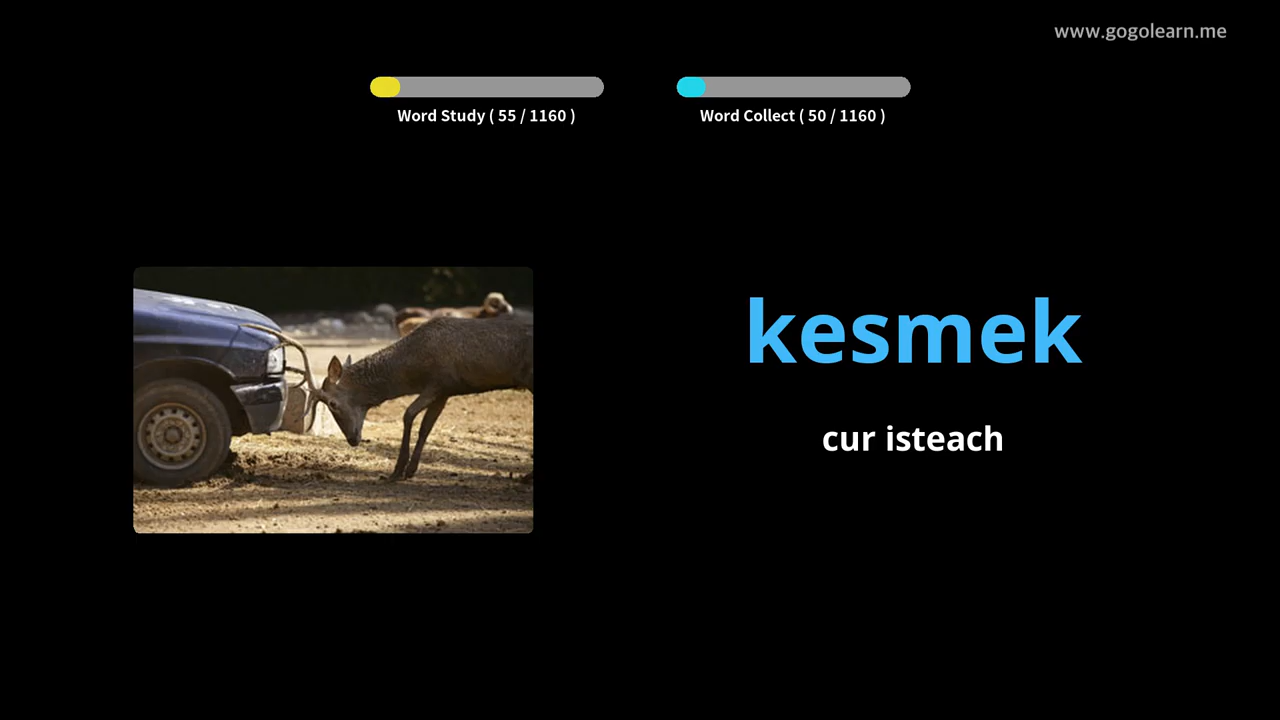 www.gogolearn.me
Word Study ( 55 / 1160 )
Word Collect ( 50 / 1160 )
kesmek
cur isteach